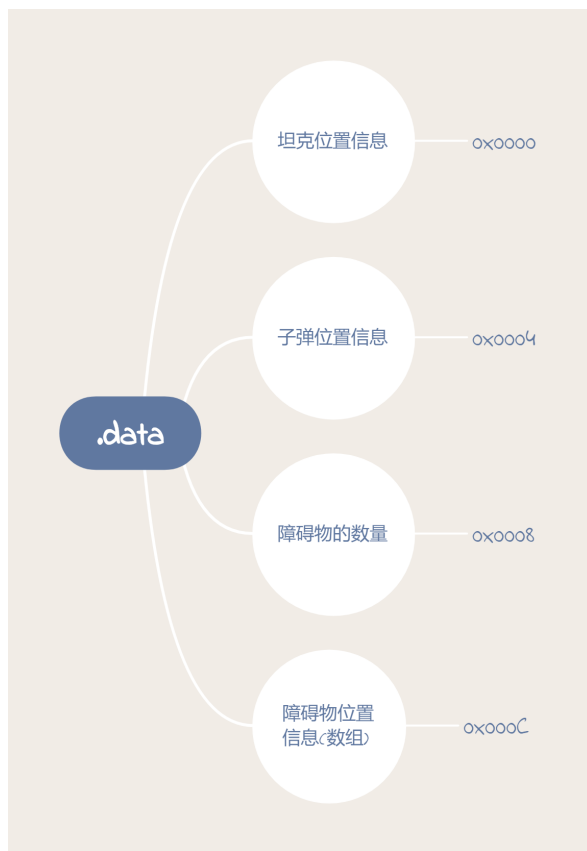 坦克位置信息
0x0000
子弹位置信息
0x0004
.data
障碍物的数量
0x0008
障碍物位置
信息(数组)
0x000C